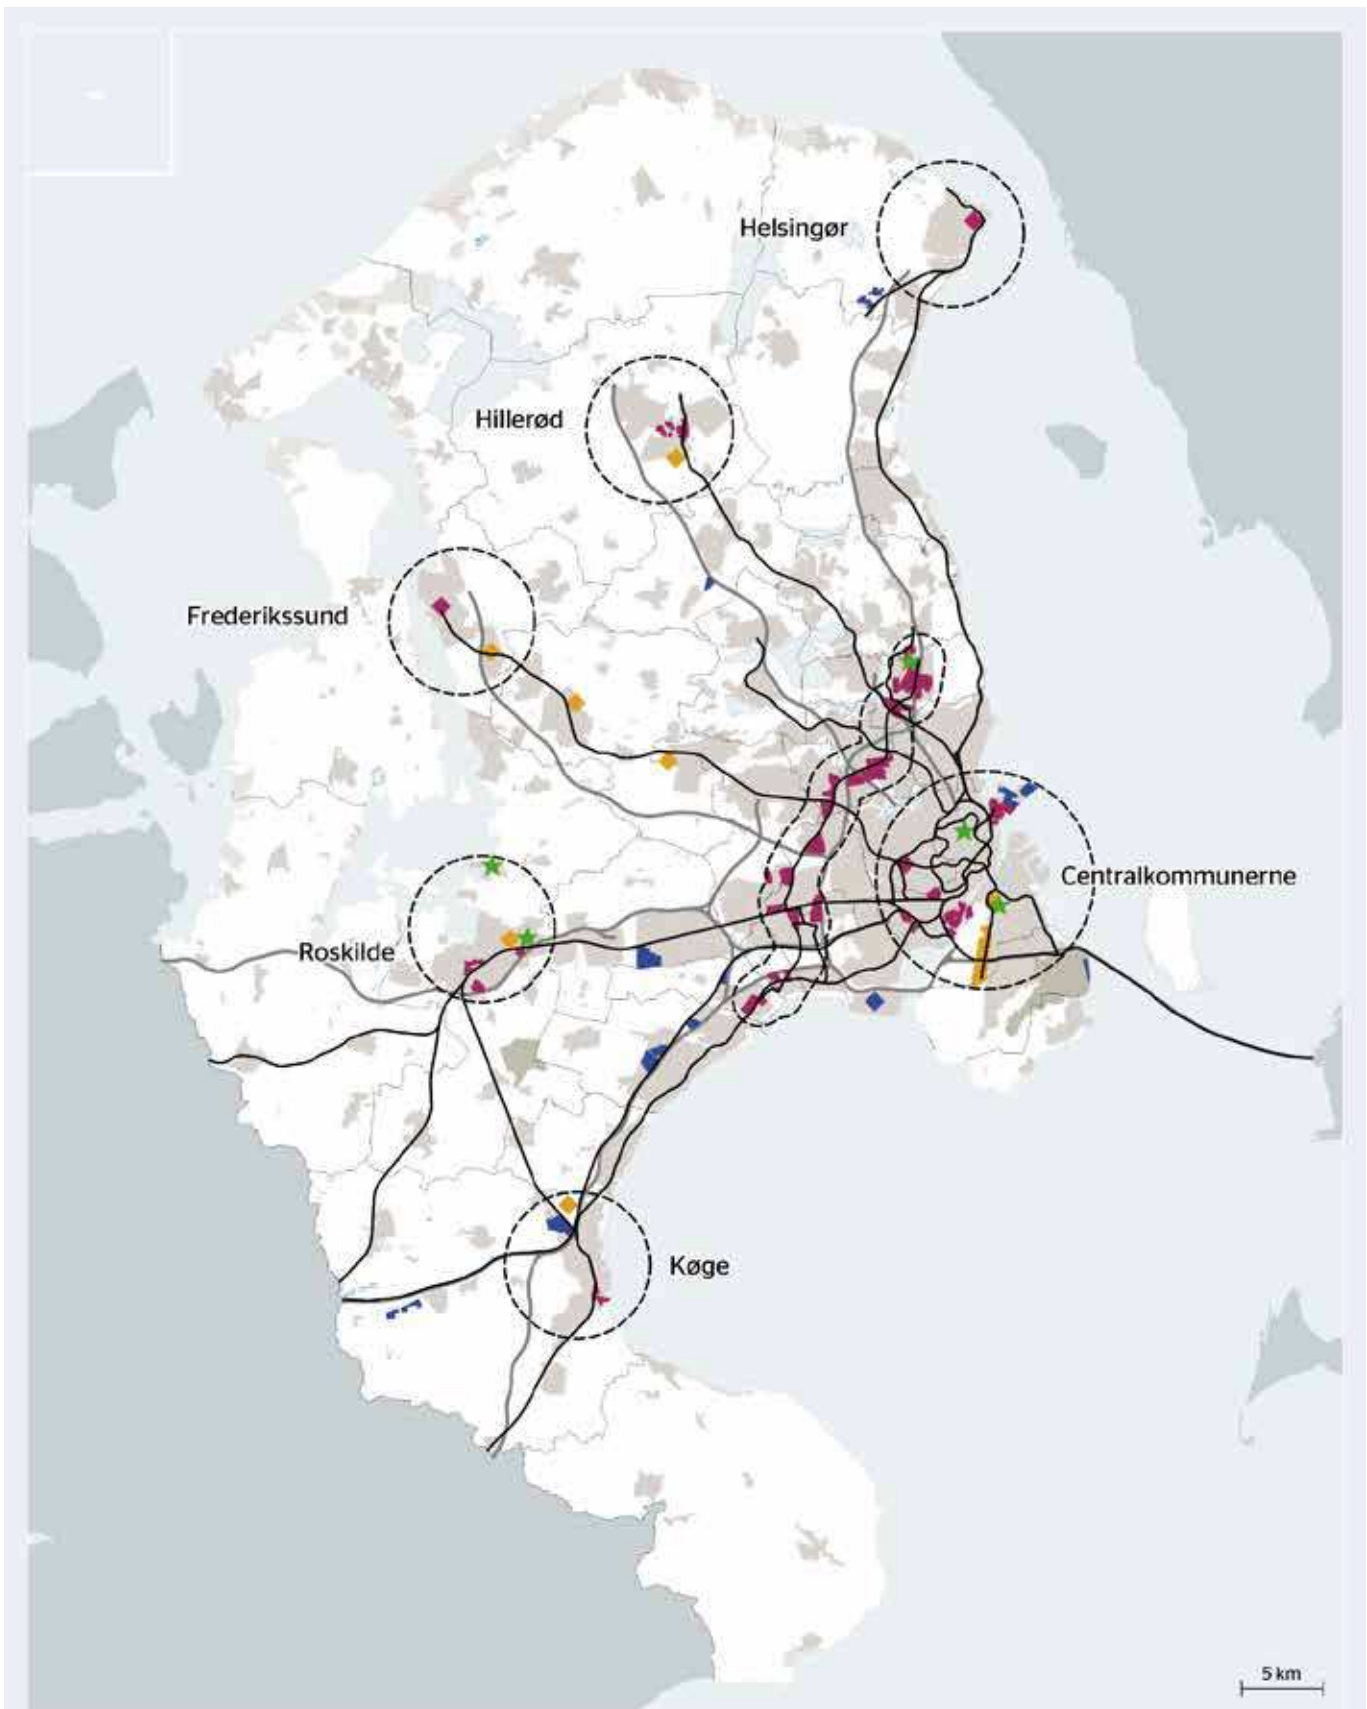 Helsingør
Hillerød
Frederikssund
Centralkommunerne
Roskilde
Køge
5 km